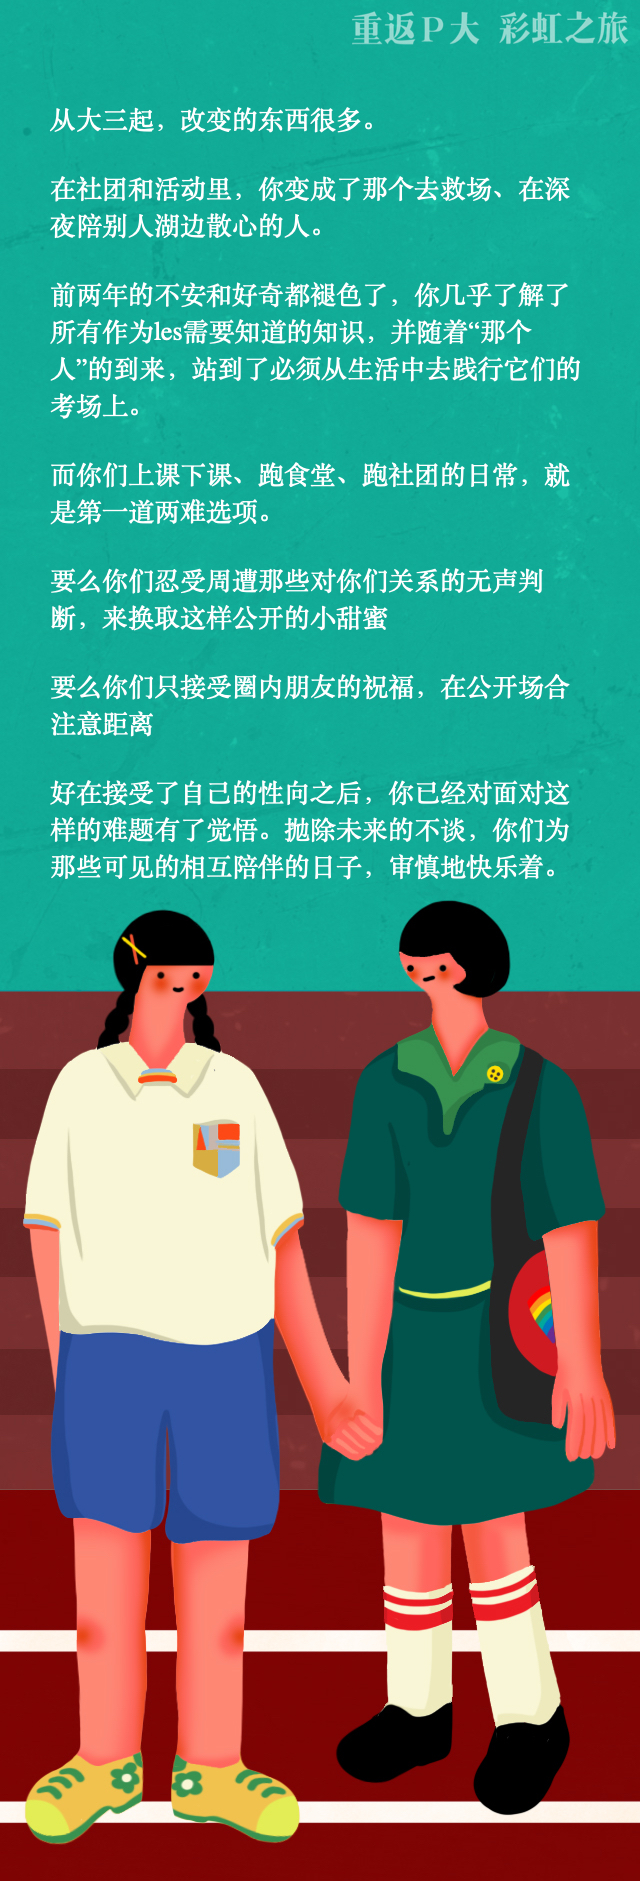 重返P大 彩虹之旅
从大三起，改变的东西很多。
在社团和活动里，你变成了那个去救场、在深
夜陪别人湖边散心的人。
前两年的不安和好奇都褪色了，你几乎了解了
所有作为les需要知道的知识，并随着“那个
人”的到来，站到了必须从生活中去践行它们的
考场上。
而你们上课下课、跑食堂、跑社团的日常，就
是第一道两难选项。
要么你们忍受周遭那些对你们关系的无声判
断，来换取这样公开的小甜蜜
要么你们只接受圈内朋友的祝福，在公开场合
注意距离
好在接受了自己的性向之后，你已经对面对这
样的难题有了觉悟。抛除未来的不谈，你们为
那些可见的相互陪伴的日子，审慎地快乐着。